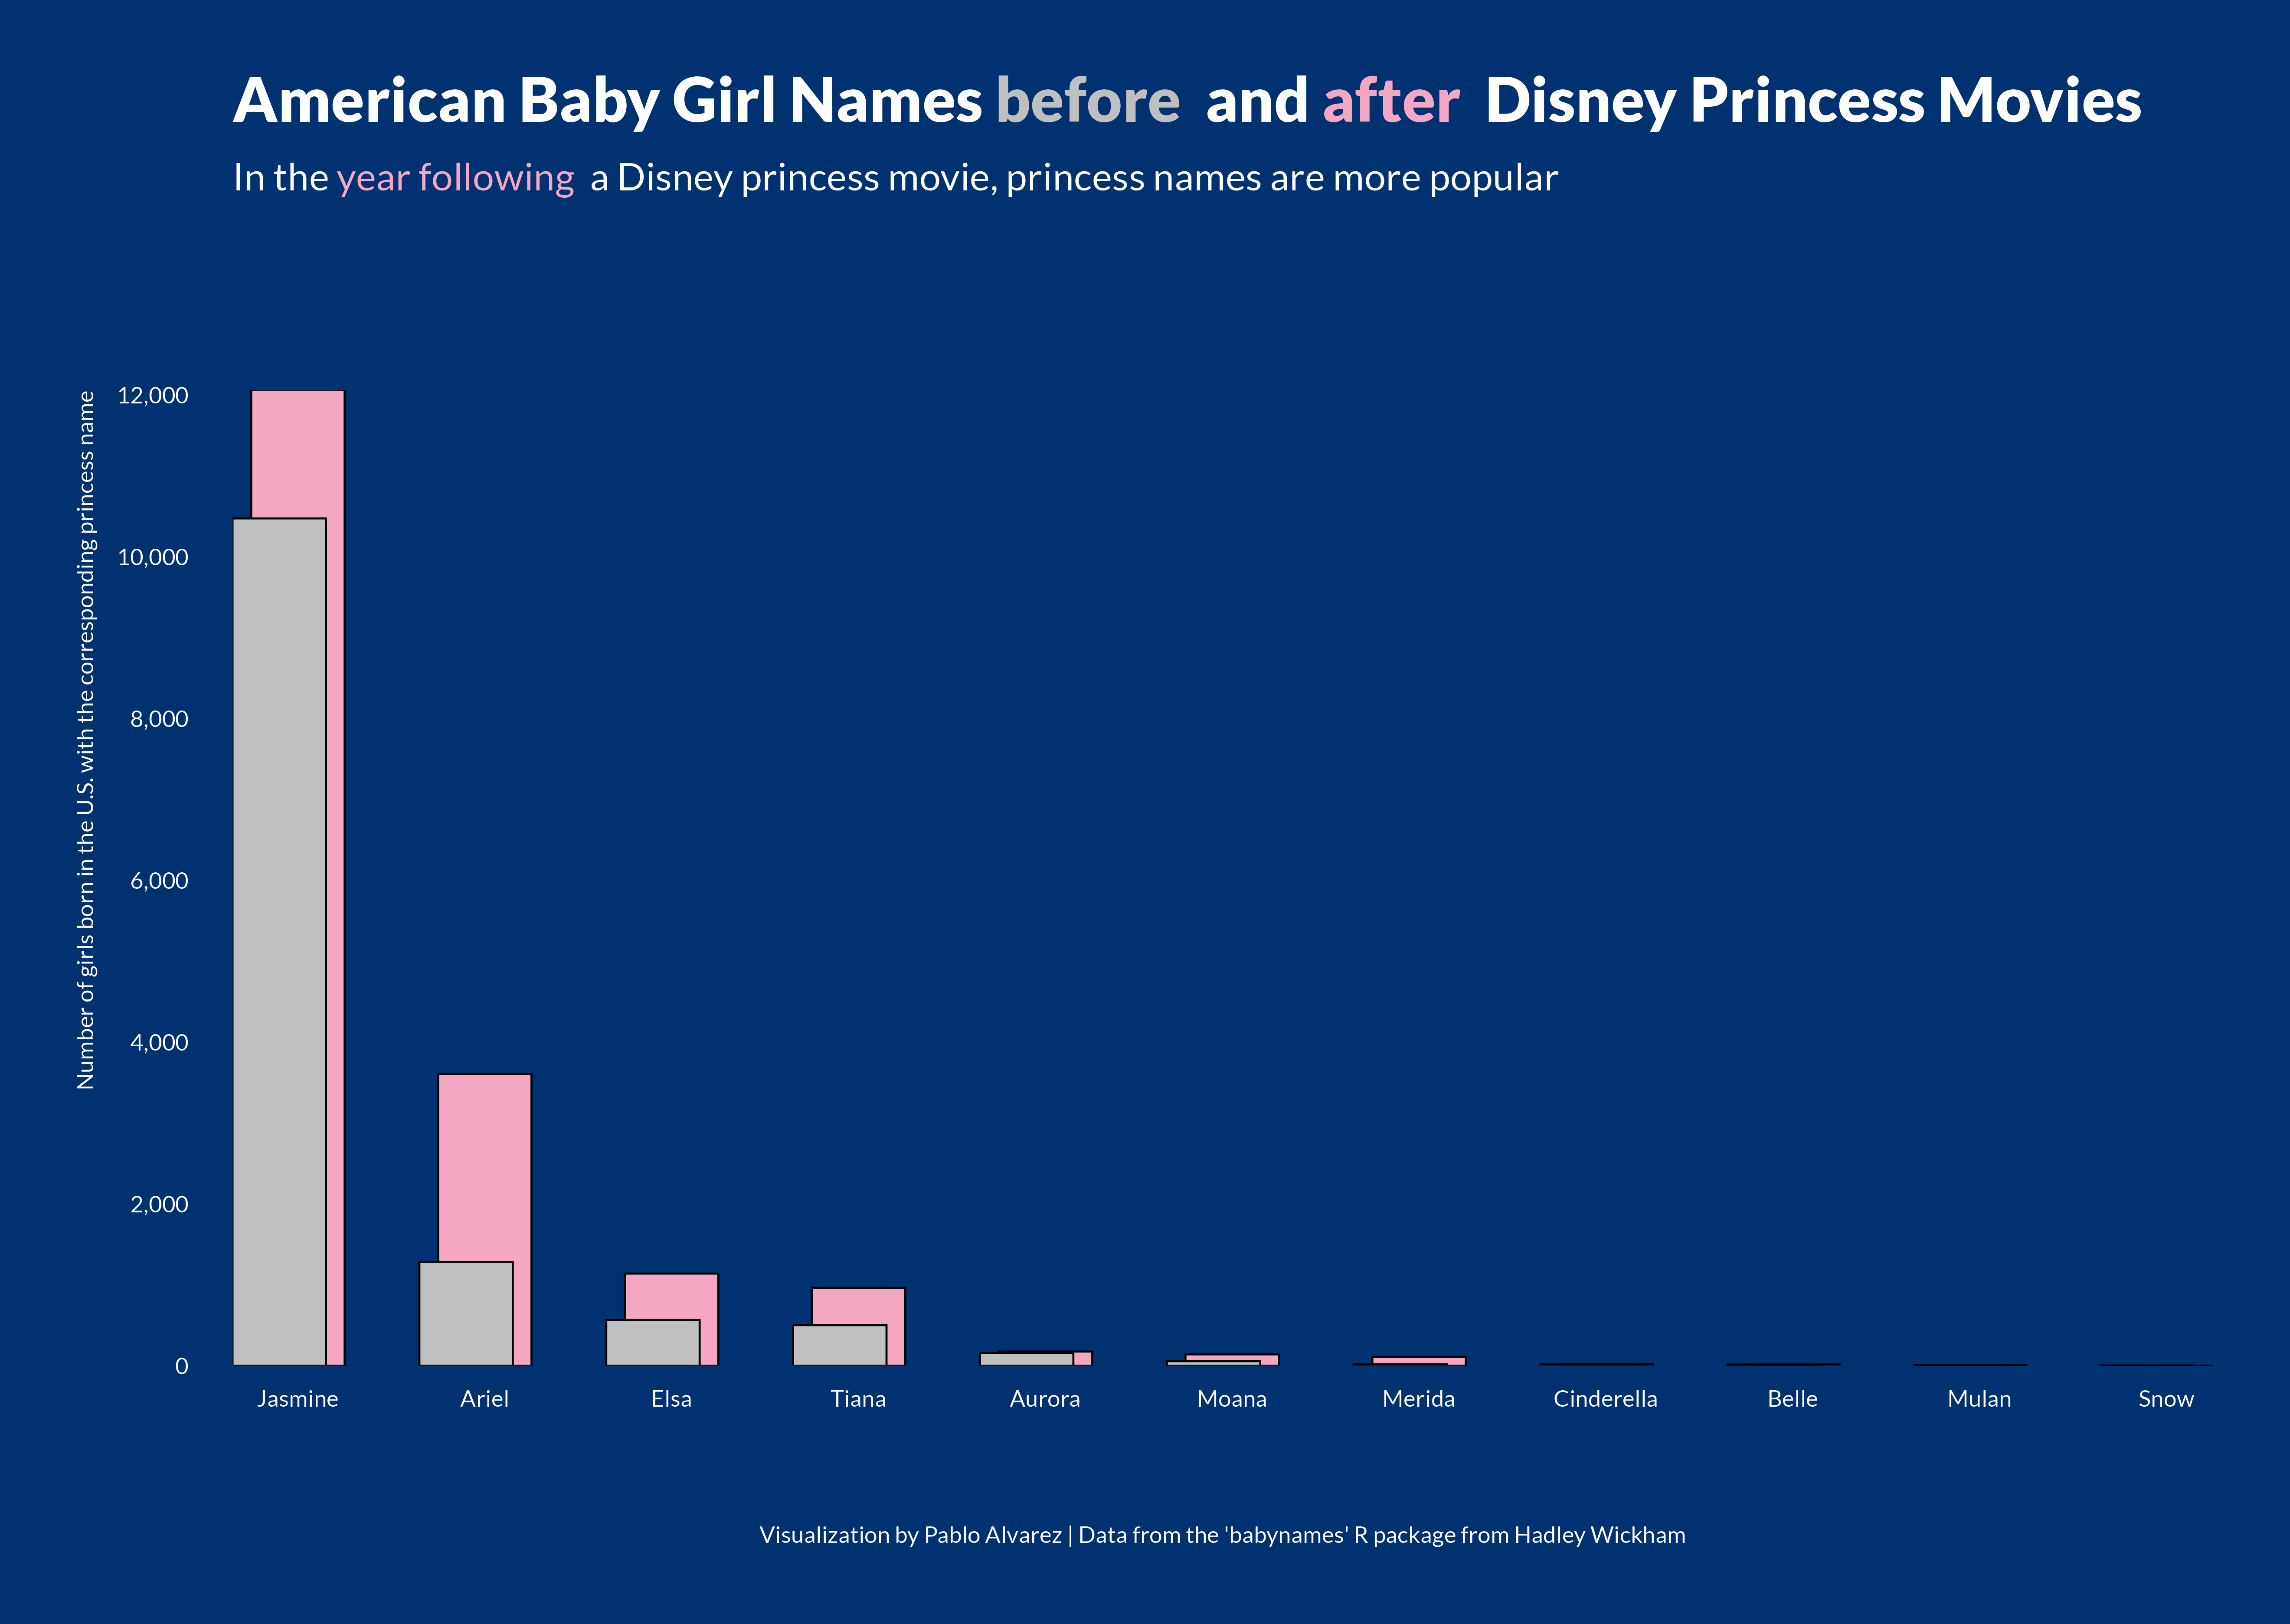 American Baby Girl Names before and after Disney Princess Movies
In the year following a Disney princess movie, princess names are more popular
Number of girls born in the U.S. with the corresponding princess name
12,000
10,000
8,000
6,000
4,000
2,000
0
Jasmine Ariel Elsa Tiana Aurora Moana Merida Cinderella Belle Mulan Snow
Visualization by Pablo Alvarez | Data from the 'babynames' R package from Hadley Wickham